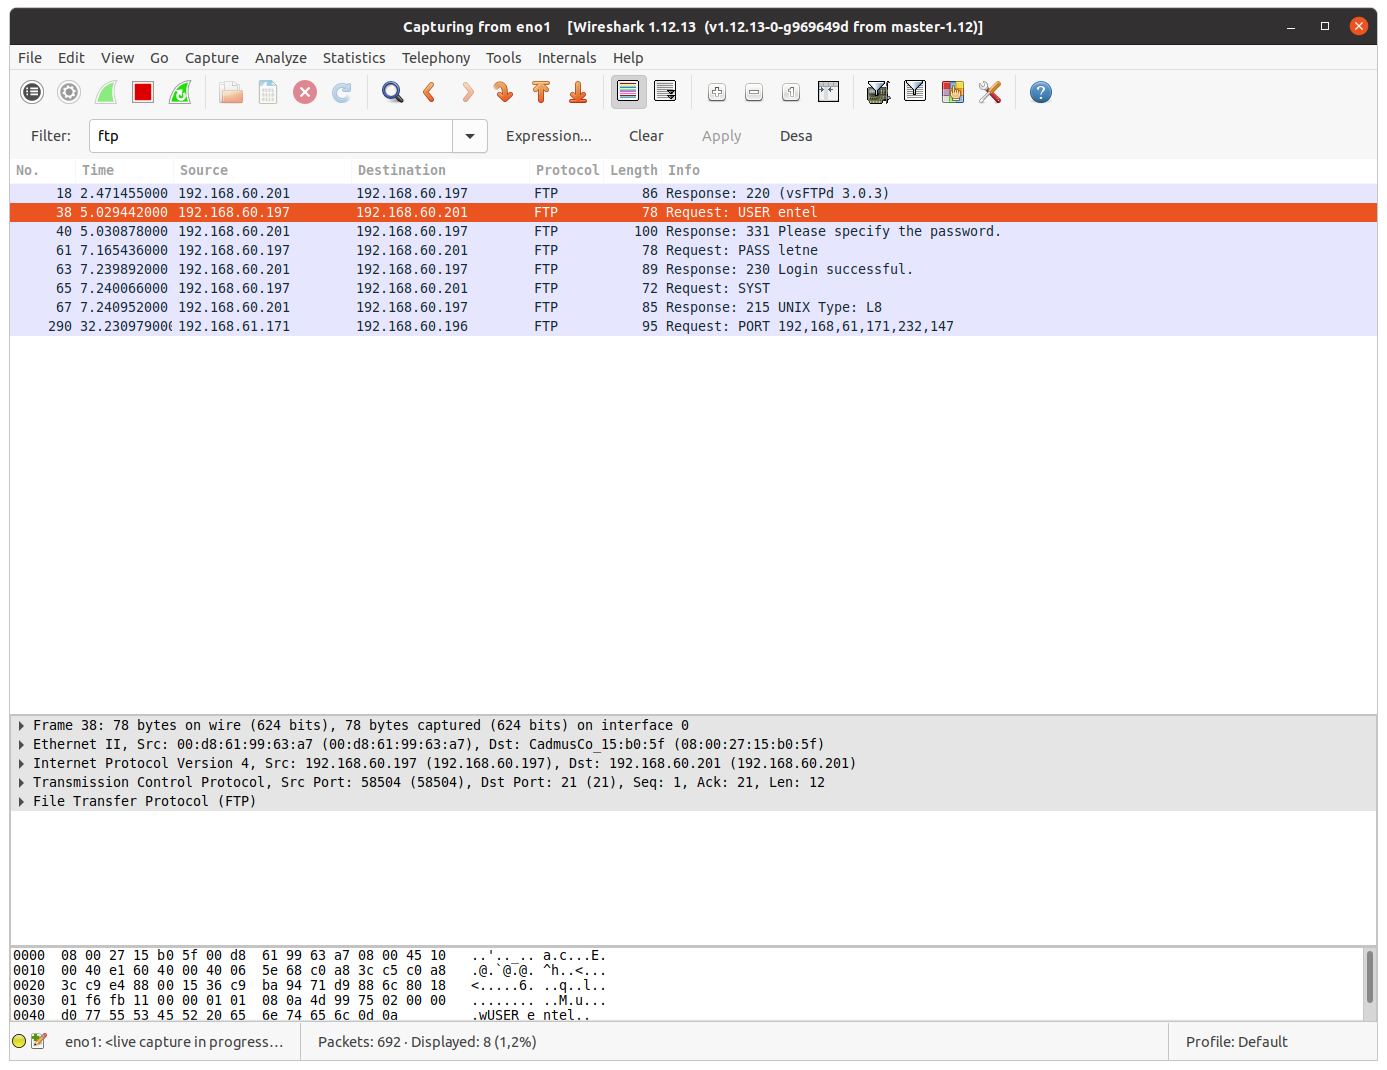 Capturing from eno1 [Wireshark 1.12.13 (v1.12.13-0-g969649d from master-1.12)]
File Edit View Go Capture Analyze Statistics Telephony Tools Internals Help
Filter: ftp Expression... Clear Apply Desa
No. Time Source Destination Protocol Length Info
18 2.471455000 192.168.60.201 192.168.60.197 FTP 86 Response: 220 (vsFTPd 3.0.3)
38 5.029442000 192.168.60.197 192.168.60.201 FTP 78 Request: USER entel
40 5.030878000 192.168.60.201 192.168.60.197 FTP 100 Response: 331 Please specify the password.
61 7.165436000 192.168.60.197 192.168.60.201 FTP 78 Request: PASS letne
63 7.239892000 192.168.60.201 192.168.60.197 FTP 89 Response: 230 Login successful.
65 7.240066000 192.168.60.197 192.168.60.201 FTP 72 Request: SYST
67 7.240952000 192.168.60.201 192.168.60.197 FTP 85 Response: 215 UNIX Type: L8
290 32.230979000 192.168.61.171 192.168.60.196 FTP 95 Request: PORT 192,168,61,171,232,147
Frame 38: 78 bytes on wire (624 bits), 78 bytes captured (624 bits) on interface 0
Ethernet II, Src: 00:d8:61:99:63:a7 (00:d8:61:99:63:a7), Dst: CadmusCo_15:b0:5f (08:00:27:15:b0:5f)
Internet Protocol Version 4, Src: 192.168.60.197 (192.168.60.197), Dst: 192.168.60.201 (192.168.60.201)
Transmission Control Protocol, Src Port: 58504 (58504), Dst Port: 21 (21), Seq: 1, Ack: 21, Len: 12
File Transfer Protocol (FTP)
0000 08 00 27 15 b0 5f 00 d8 61 99 63 a7 08 00 45 10 ..'.._.. a.c...E.
0010 00 40 e1 60 40 00 40 06 5e 68 c0 a8 3c c5 c0 a8 .@.`@.@. ^h..<...
0020 3c c9 e4 88 00 15 36 c9 ba 94 71 d9 88 6c 80 18 <.....6. ..q..l..
0030 01 f6 fb 11 00 00 01 01 08 0a 4d 99 75 02 00 00 ........ ..M.u...
0040 d0 77 55 53 45 52 20 65 6e 74 65 6c 0d 0a .wUSER e ntel..
eno1: <live capture in progress... Packets: 692 · Displayed: 8 (1,2%) Profile: Default